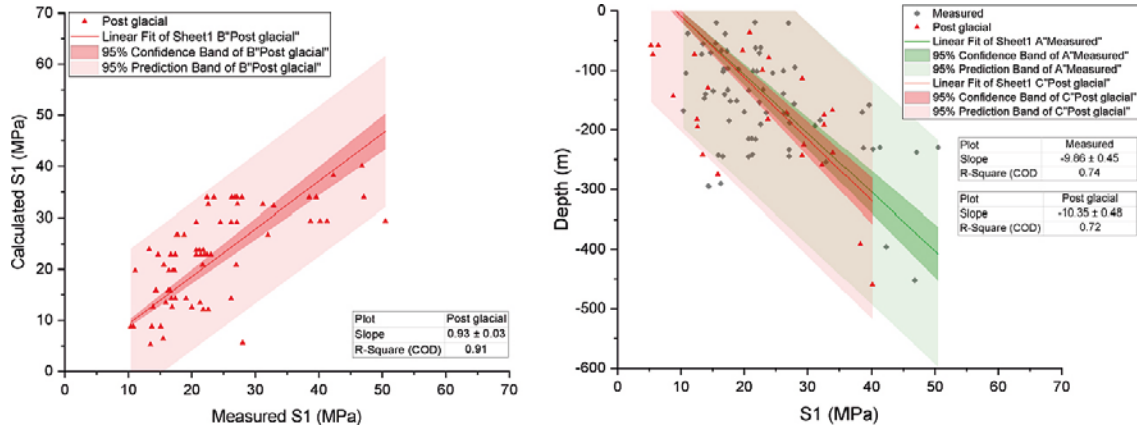 Post glacial
Linear Fit of Sheet1 B"Post glacial"
95% Confidence Band of B"Post glacial"
95% Prediction Band of B"Post glacial"
70
60
50
40
30
20
10
0
Calculated S1 (MPa)
Plot Post glacial
Slope 0.93 ± 0.03
R-Square (COD) 0.91
0 10 20 30 40 50 60 70
Measured S1 (MPa)
Measured
Post glacial
Linear Fit of Sheet1 A"Measured"
95% Confidence Band of A"Measured"
95% Prediction Band of A"Measured"
Linear Fit of Sheet1 C"Post glacial"
95% Confidence Band of C"Post glacial"
95% Prediction Band of C"Post glacial"
0
-100
-200
-300
-400
-500
-600
Depth (m)
Plot Measured
Slope -9.86 ± 0.45
R-Square (COD 0.74
Plot Post glacial
Slope -10.35 ± 0.48
R-Square (COD) 0.72
0 10 20 30 40 50 60 70
S1 (MPa)